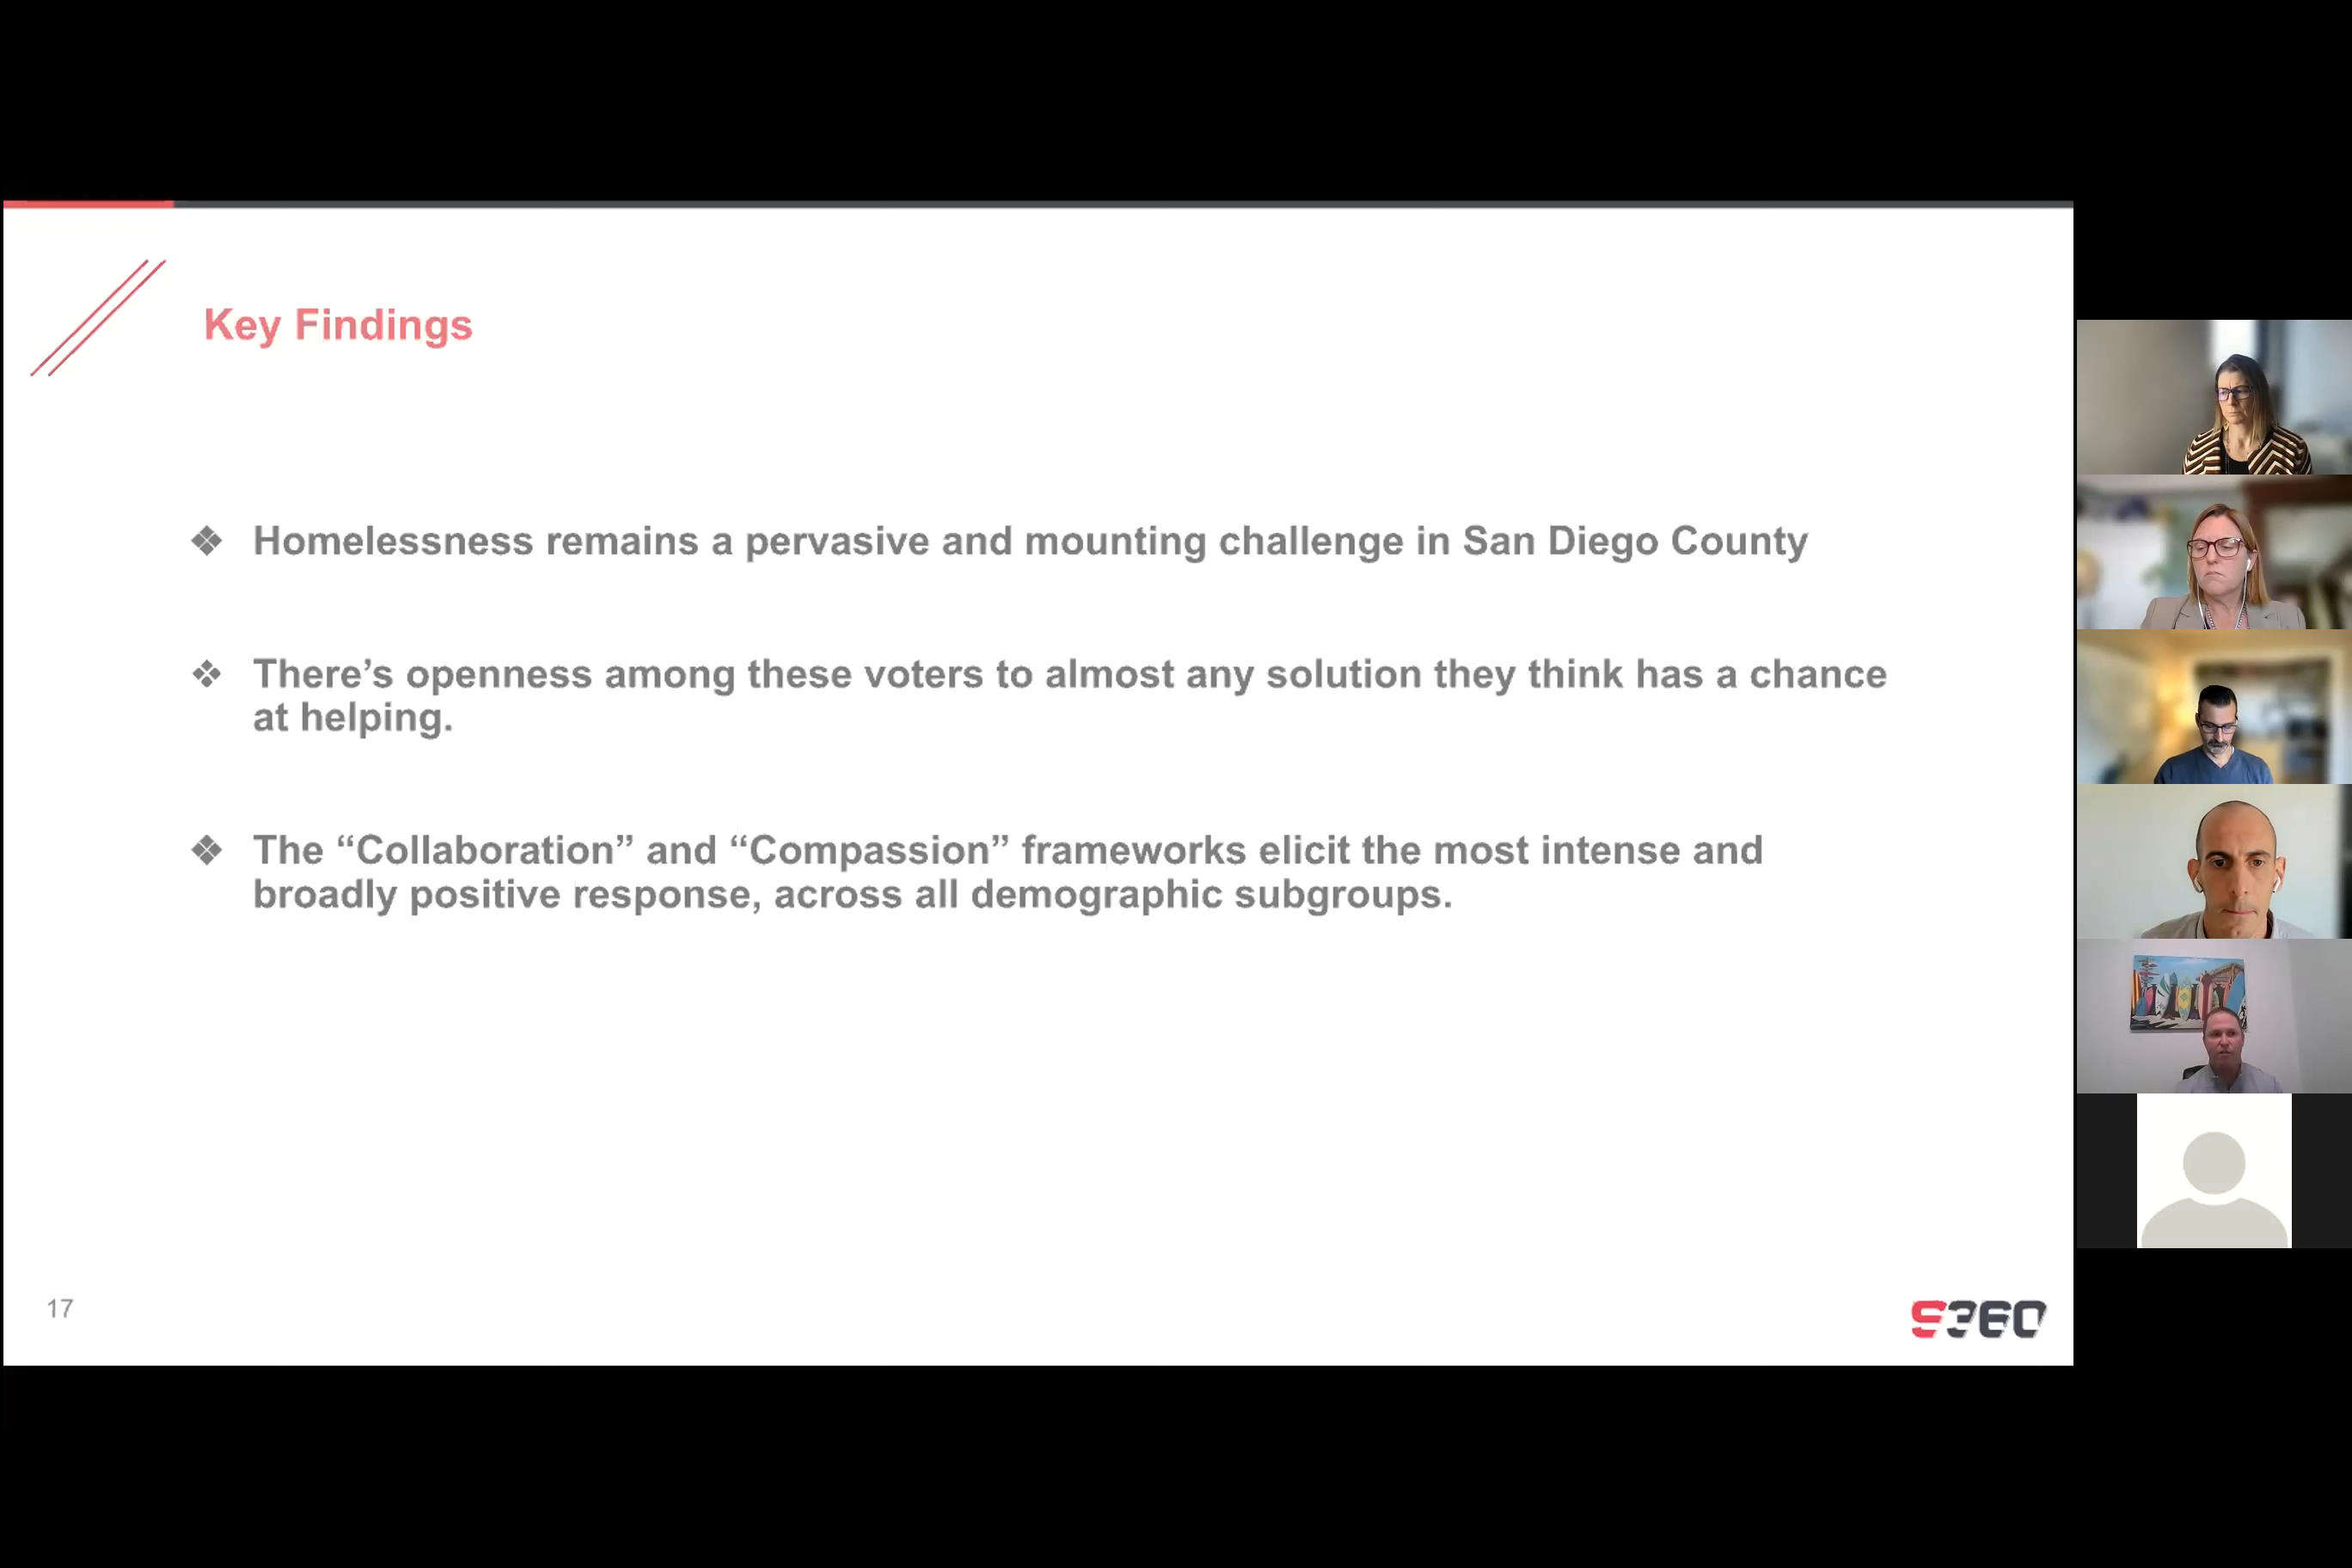 Key Findings
❖ Homelessness remains a pervasive and mounting challenge in San Diego County
❖ There’s openness among these voters to almost any solution they think has a chance
at helping.
❖ The “Collaboration” and “Compassion” frameworks elicit the most intense and
broadly positive response, across all demographic subgroups.
17
S360